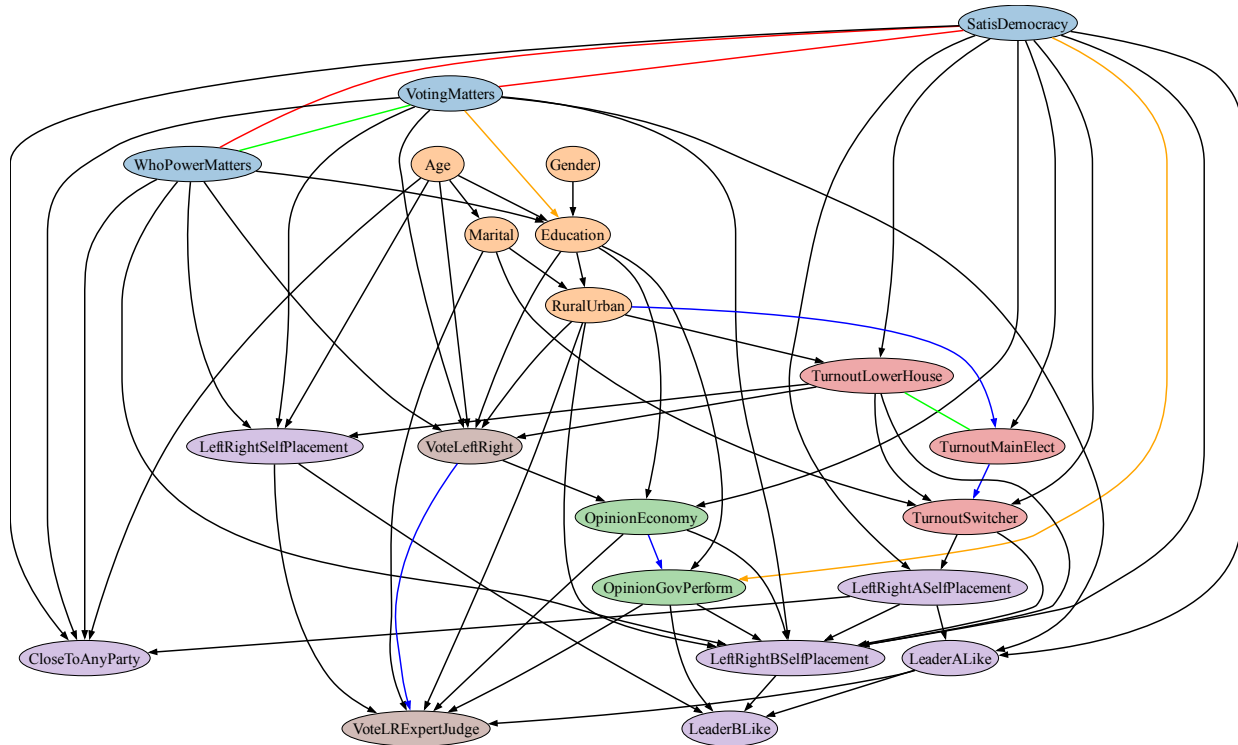 SatisDemocracy
VotingMatters
WhoPowerMatters
Age
Gender
Marital
Education
RuralUrban
TurnoutLowerHouse
LeftRightSelfPlacement
VoteLeftRight
TurnoutMainElect
OpinionEconomy
TurnoutSwitcher
OpinionGovPerform
LeftRightASelfPlacement
CloseToAnyParty
LeftRightBSelfPlacement
LeaderALike
VoteLRExpertJudge
LeaderBLike